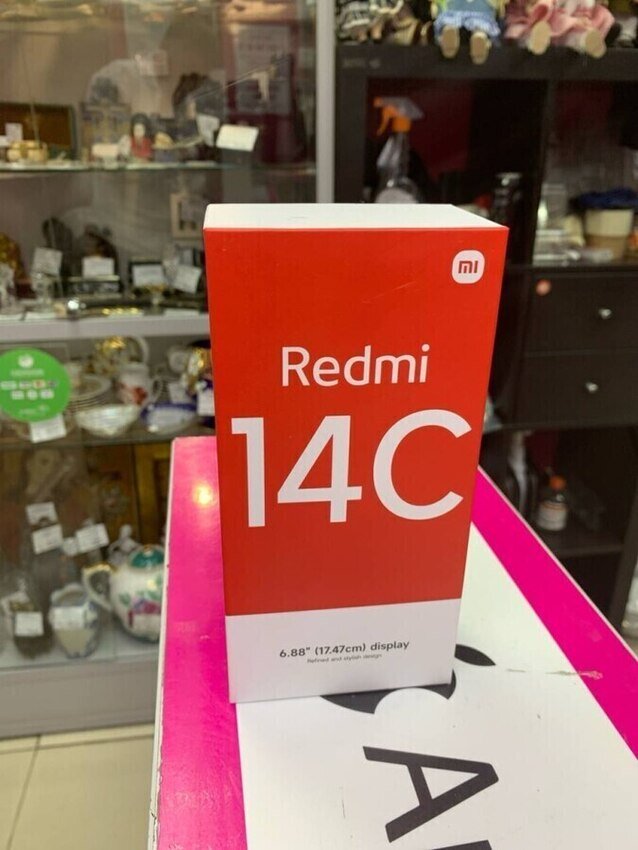 mi
Redmi
14C
6.88" (17.47cm) display
Refined and stylish design